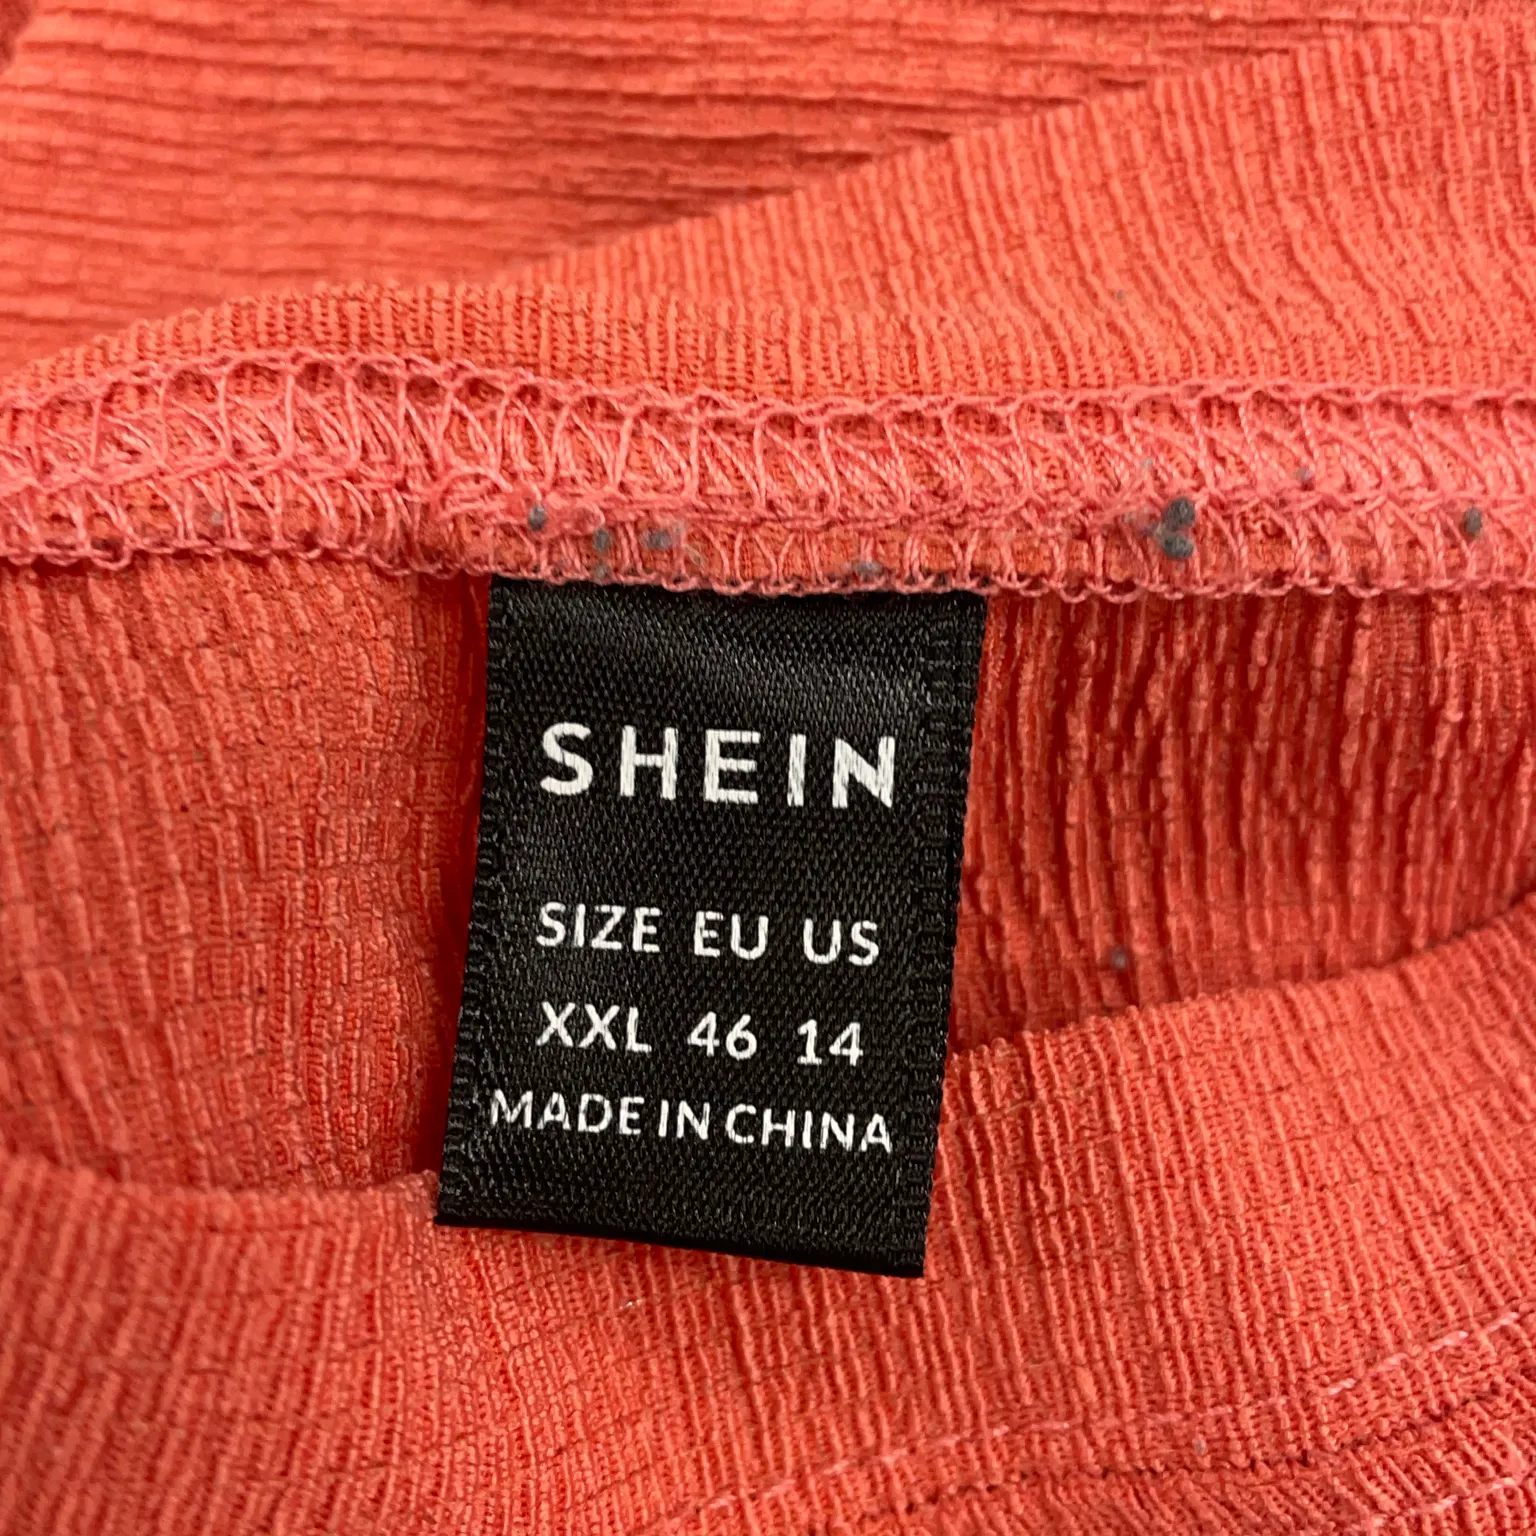 SHEIN
SIZE EU US
XXL 46 14
MADE IN CHINA